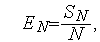 E_N = S_N/N,